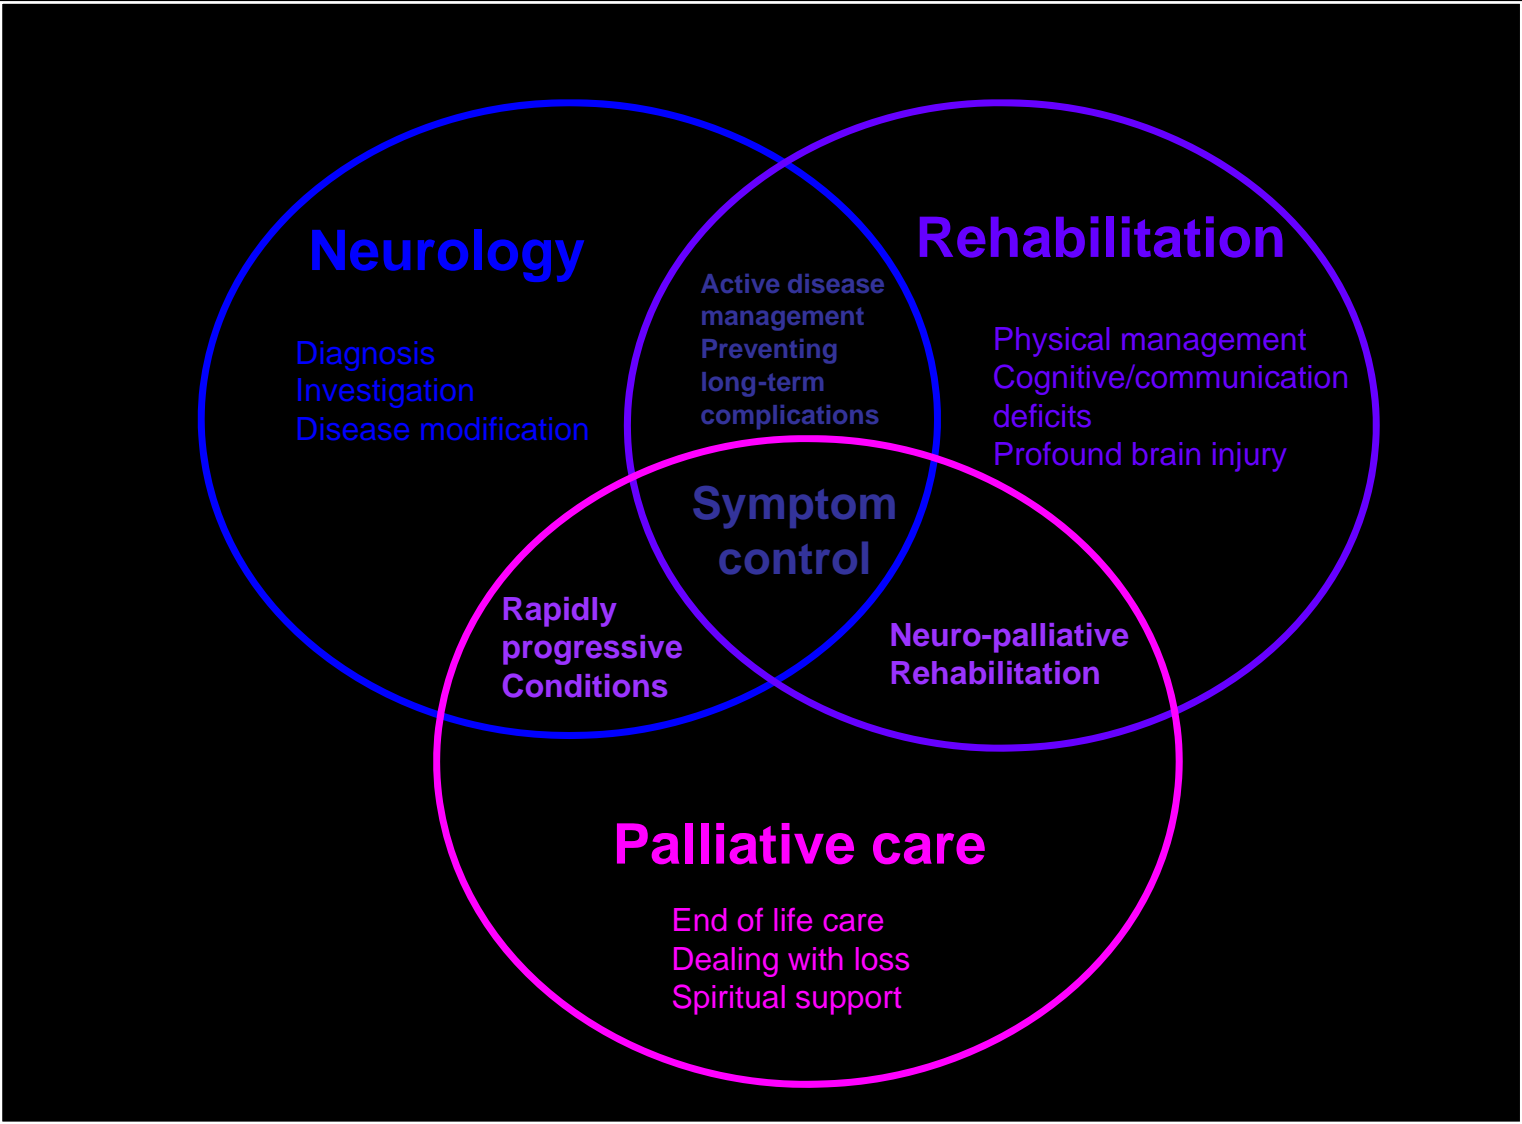 Neurology
Diagnosis
Investigation
Disease modification
Rehabilitation
Physical management
Cognitive/communication
deficits
Profound brain injury
Active disease
management
Preventing
long-term
complications
Symptom
control
Rapidly
progressive
Conditions
Neuro-palliative
Rehabilitation
Palliative care
End of life care
Dealing with loss
Spiritual support